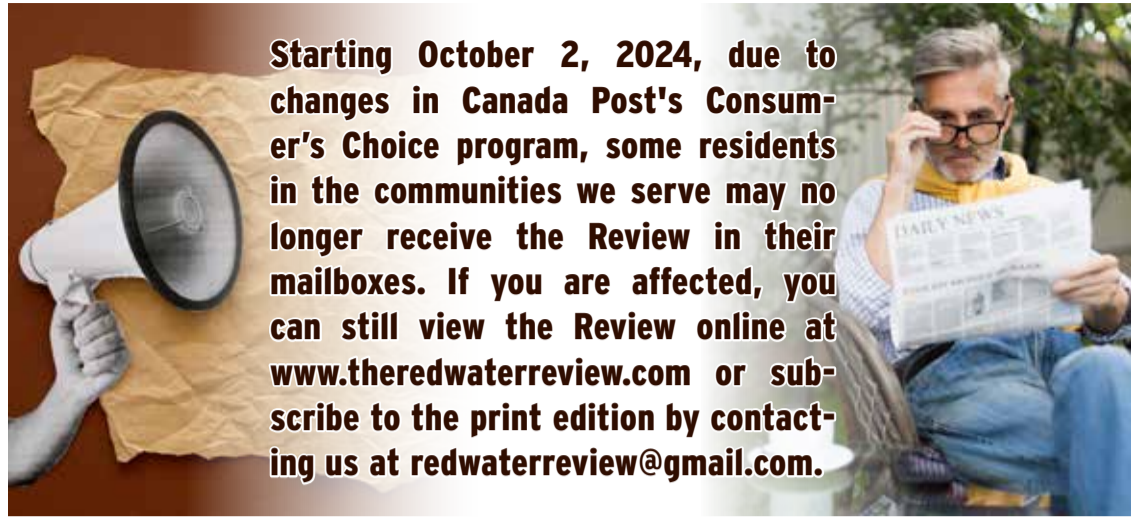 Starting October 2, 2024, due to
changes in Canada Post's Consum-
er’s Choice program, some residents
in the communities we serve may no
longer receive the Review in their
mailboxes. If you are affected, you
can still view the Review online at
www.theredwaterreview.com or sub-
scribe to the print edition by contact-
ing us at redwaterreview@gmail.com.
DAILY NEWS